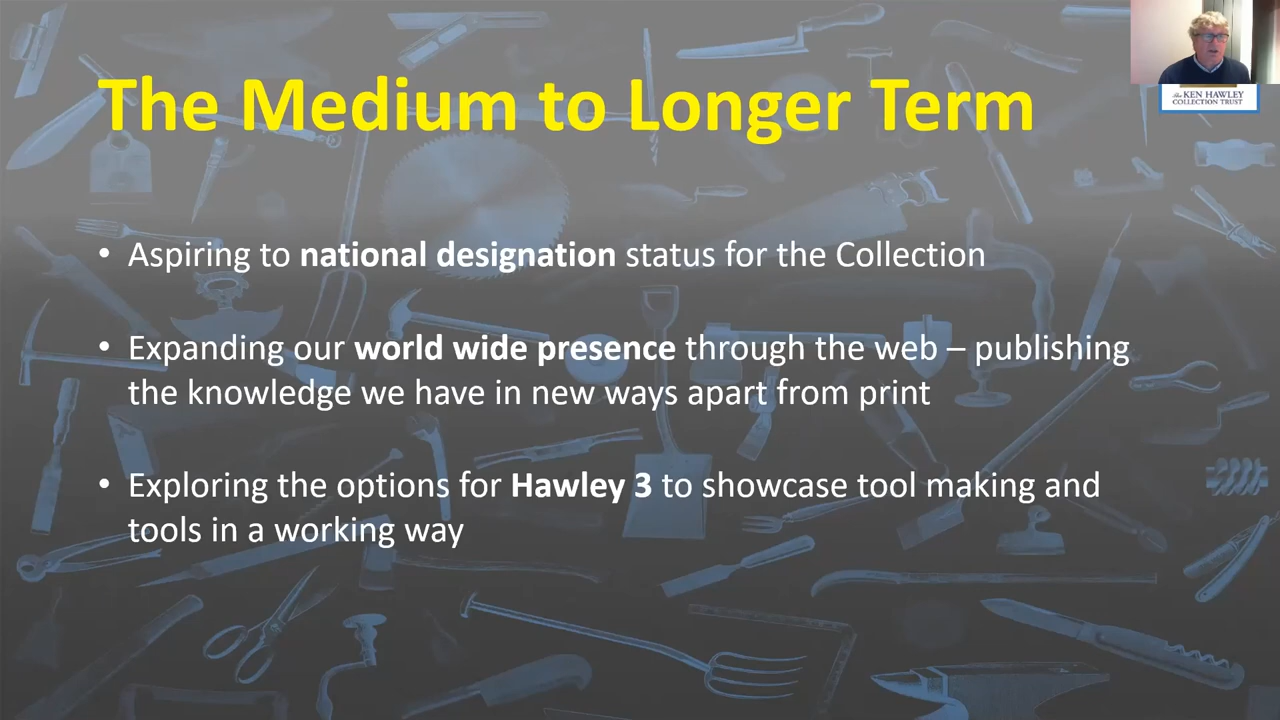 The Medium to Longer Term
the KEN HAWLEY
COLLECTION TRUST
• Aspiring to national designation status for the Collection
• Expanding our world wide presence through the web – publishing
the knowledge we have in new ways apart from print
• Exploring the options for Hawley 3 to showcase tool making and
tools in a working way